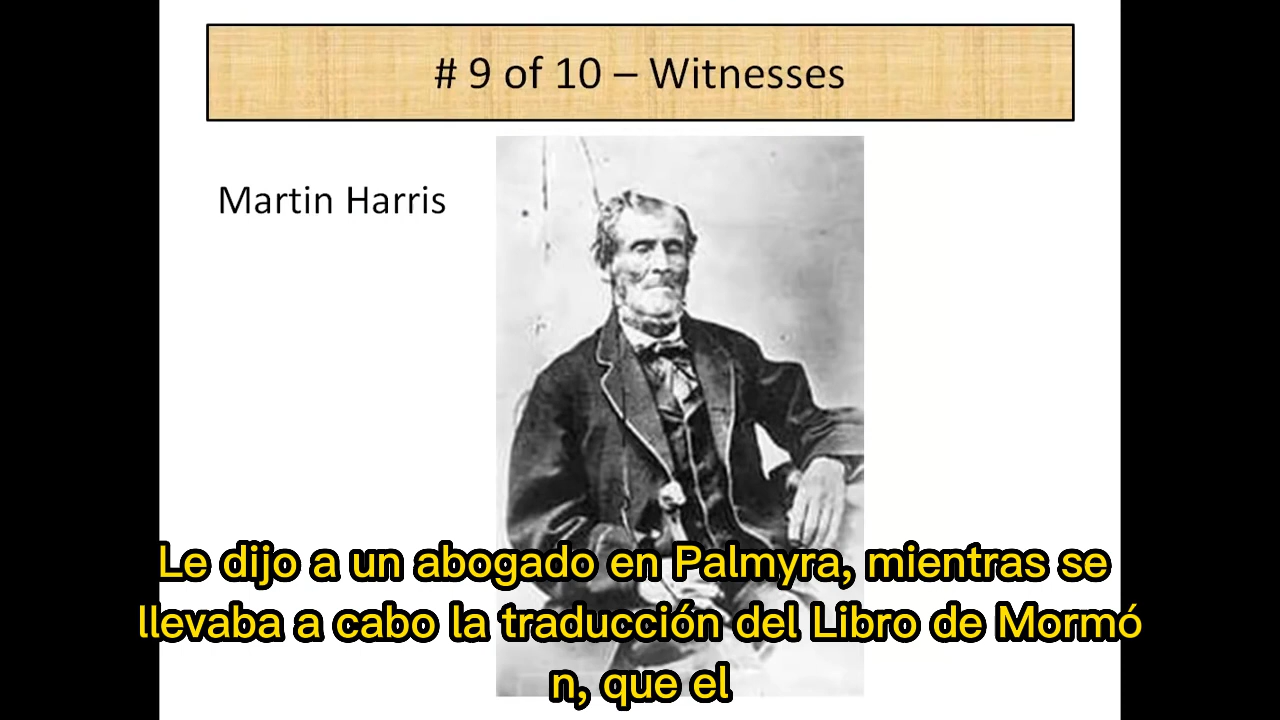 # 9 of 10 – Witnesses
Martin Harris
Le dijo a un abogado en Palmyra, mientras se
llevaba a cabo la traducción del Libro de Mormó
n, que el